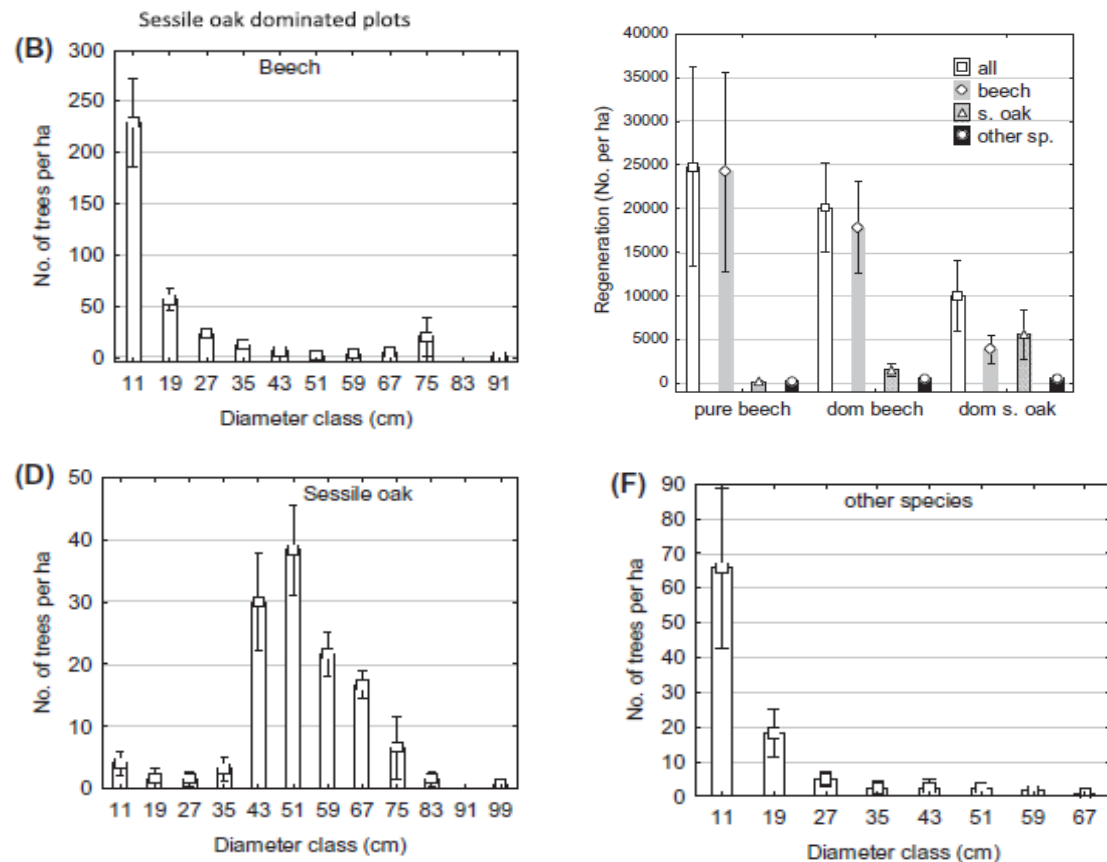 Sessile oak dominated plots
(B)
Beech
300
250
200
150
100
50
0
No. of trees per ha
11 19 27 35 43 51 59 67 75 83 91
Diameter class (cm)
40000
35000
30000
25000
20000
15000
10000
5000
0
Regeneration (No. per ha)
all
beech
s. oak
other sp.
pure beech dom beech dom s. oak
(D)
Sessile oak
50
40
30
20
10
0
No. of trees per ha
11 19 27 35 43 51 59 67 75 83 91 99
Diameter class (cm)
(F)
other species
90
80
70
60
50
40
30
20
10
0
No. of trees per ha
11 19 27 35 43 51 59 67
Diameter class (cm)